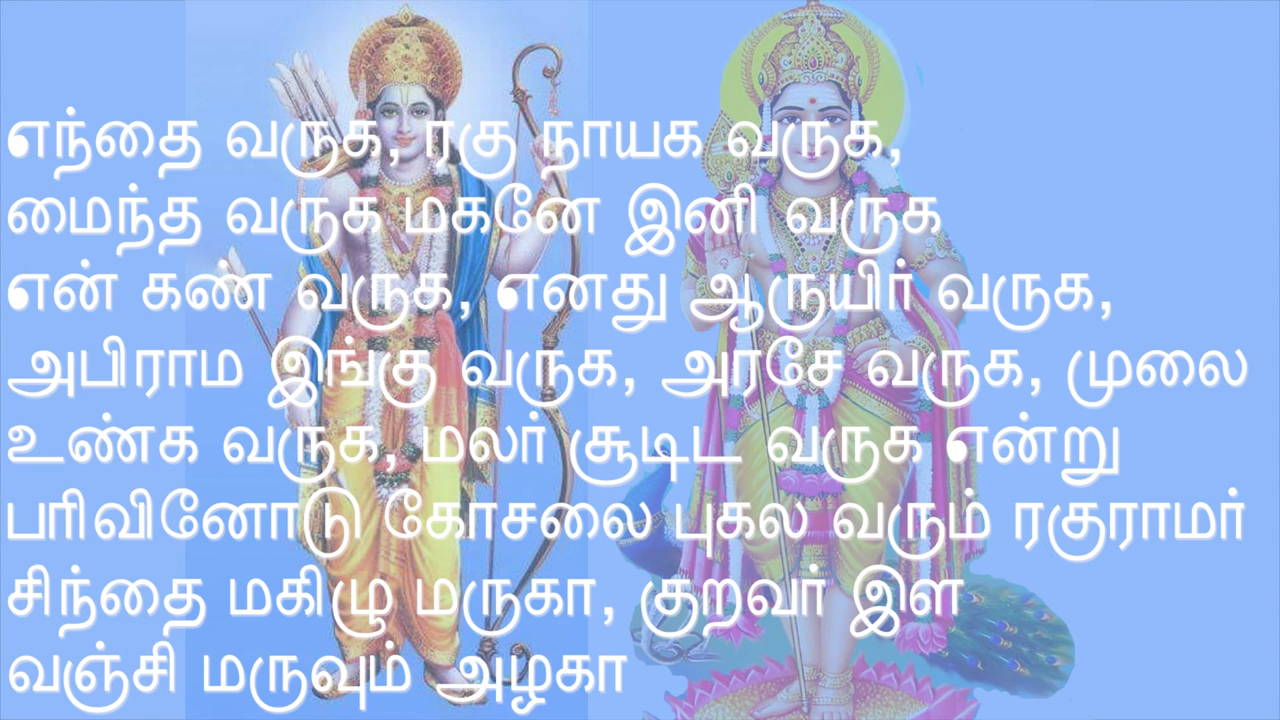 எந்தை வருக, ரகு நாயக வருக,
மைந்த வருக மகனே இனி வருக
என் கண் வருக, எனது ஆருயிர் வருக,
அபிராம இங்கு வருக, அரசே வருக, முலை
உண்க வருக, மலர் சூடிட வருக என்று
பரிவினோடு கோசலை புகல வரும் ரகுராமர்
சிந்தை மகிழு மருகா, குறவர் இள
வஞ்சி மருவும் அழகா